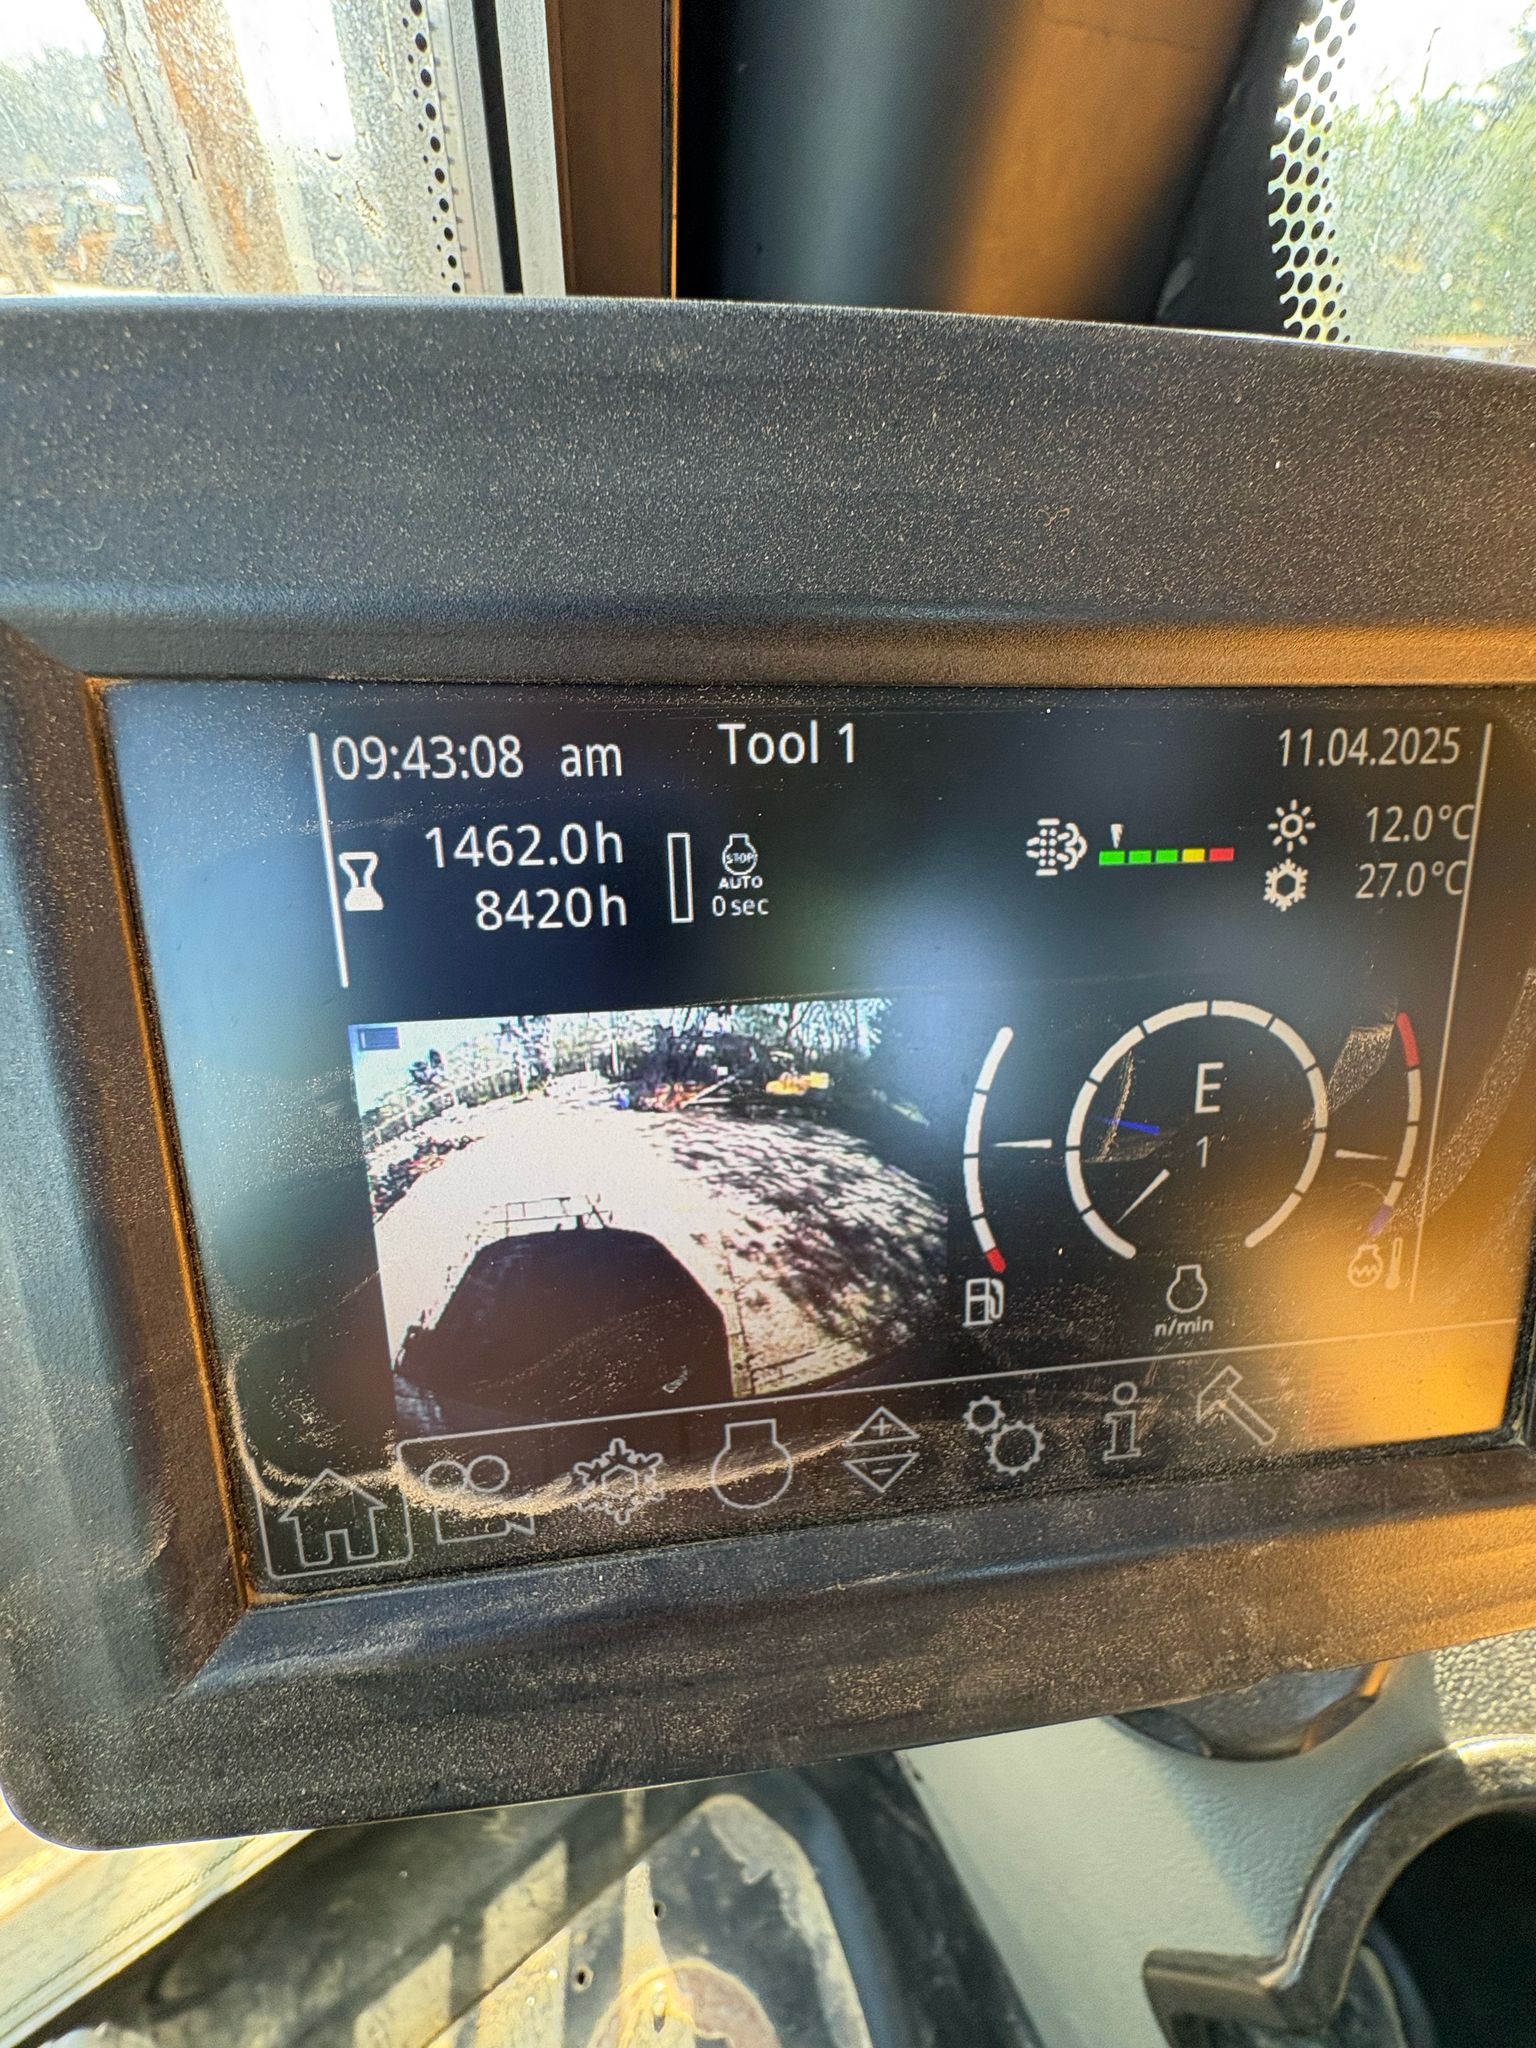 09:43:08 am
Tool 1
11.04.2025
1462.0h
8420h
STOP
AUTO
0 sec
12.0°C
27.0°C
E
1
n/min